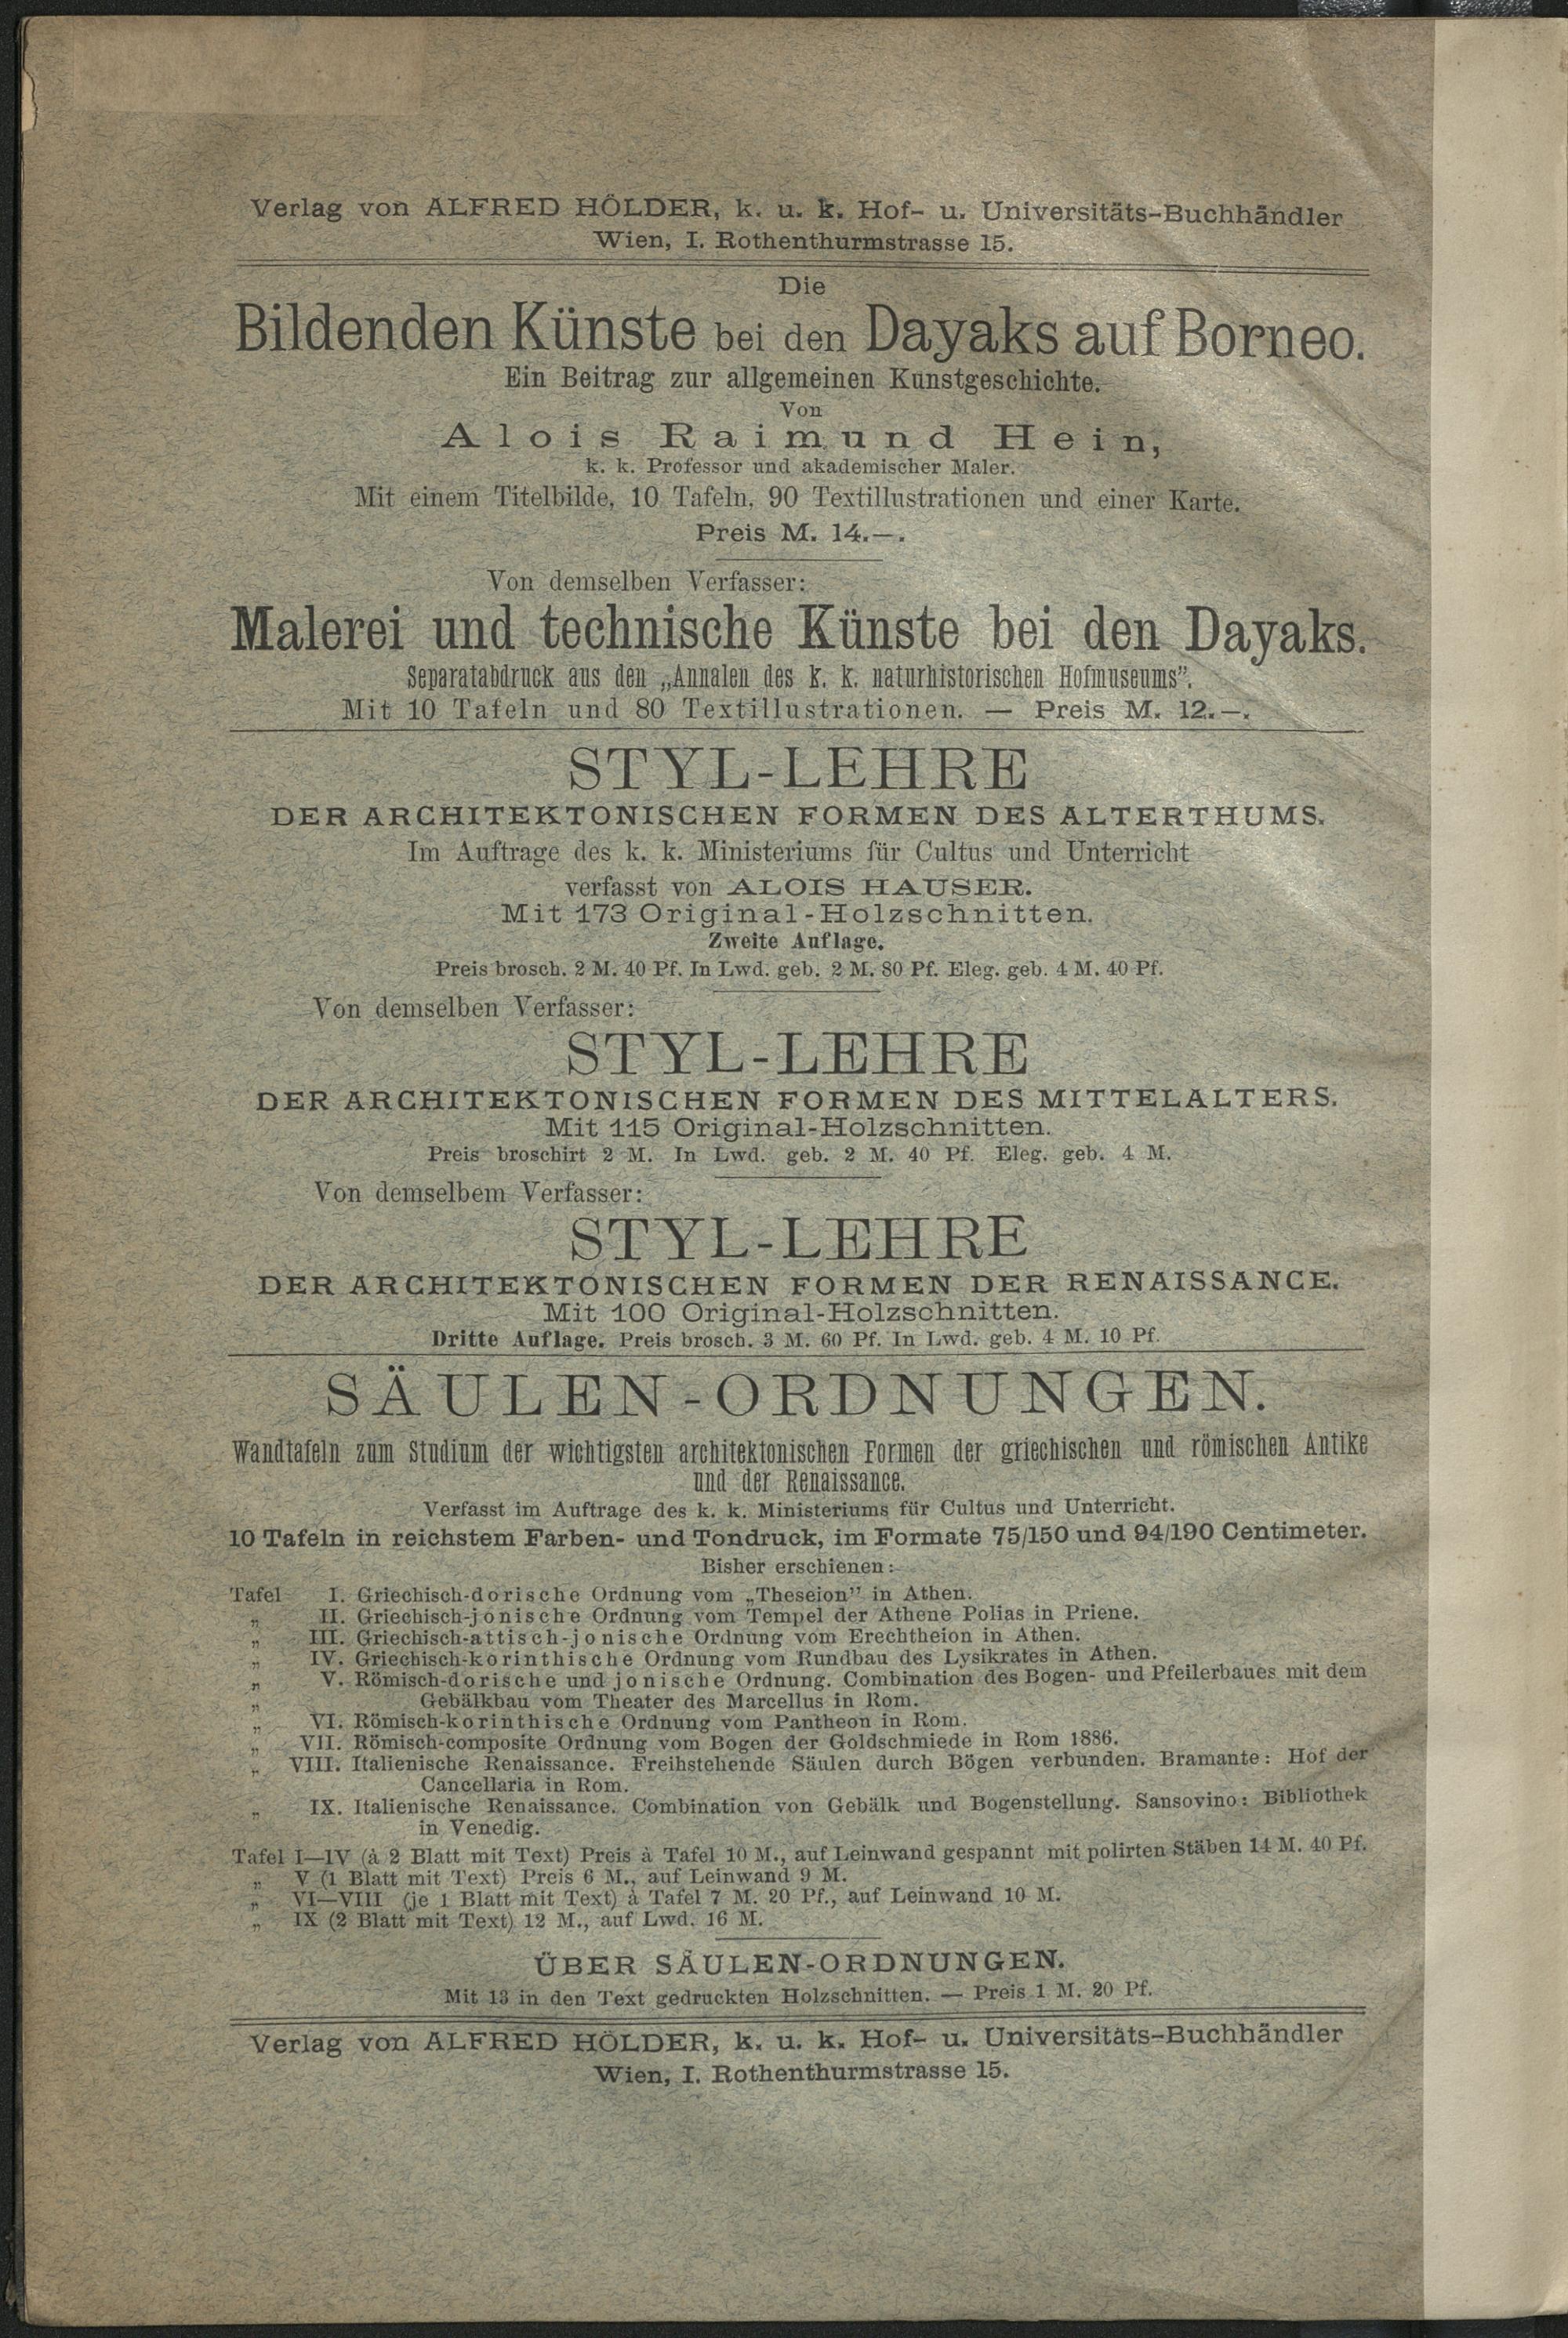 Verlag von ALFRED HÖLDER, k. u. k. Hof- u. Universitäts-Buchhändler
Wien, I. Rothenthurmstrasse 15.
Die
Bildenden Künste bei den Dayaks auf Borneo.
Ein Beitrag zur allgemeinen Kunstgeschichte.
Von
Alois Raimund Hein,
k. k. Professor und akademischer Maler.
Mit einem Titelbilde, 10 Tafeln, 90 Textillustrationen und einer Karte.
Preis M. 14.—.
Von demselben Verfasser:
Malerei und technische Künste bei den Dayaks.
Separatabdruck aus den „Annalen des k. k. naturhistorischen Hofmuseums”.
Mit 10 Tafeln und 80 Textillustrationen. — Preis M. 12.—.
STYL-LEHRE
DER ARCHITEKTONISCHEN FORMEN DES ALTERTHUMS.
Im Auftrage des k. k. Ministeriums für Cultus und Unterricht
verfasst von ALOIS HAUSER.
Mit 173 Original-Holzschnitten.
Zweite Auflage.
Preis brosch. 2 M. 40 Pf. In Lwd. geb. 2 M. 80 Pf. Eleg. geb. 4 M. 40 Pf.
Von demselben Verfasser:
STYL-LEHRE
DER ARCHITEKTONISCHEN FORMEN DES MITTELALTERS.
Mit 115 Original-Holzschnitten.
Preis broschirt 2 M. In Lwd. geb. 2 M. 40 Pf. Eleg. geb. 4 M.
Von demselbem Verfasser:
STYL-LEHRE
DER ARCHITEKTONISCHEN FORMEN DER RENAISSANCE.
Mit 100 Original-Holzschnitten.
Dritte Auflage. Preis brosch. 3 M. 60 Pf. In Lwd. geb. 4 M. 10 Pf.
SÄULEN-ORDNUNGEN.
Wandtafeln zum Studium der wichtigsten architektonischen Formen der griechischen und römischen Antike
und der Renaissance.
Verfasst im Auftrage des k. k. Ministeriums für Cultus und Unterricht.
10 Tafeln in reichstem Farben- und Tondruck, im Formate 75/150 und 94/190 Centimeter.
Bisher erschienen:
Tafel I. Griechisch-dorische Ordnung vom „Theseion” in Athen.
„ II. Griechisch-jonische Ordnung vom Tempel der Athene Polias in Priene.
„ III. Griechisch-attisch-jonische Ordnung vom Erechtheion in Athen.
„ IV. Griechisch-korinthische Ordnung vom Rundbau des Lysikrates in Athen.
„ V. Römisch-dorische und jonische Ordnung. Combination des Bogen- und Pfeilerbaues mit dem
„ Gebälkbau vom Theater des Marcellus in Rom.
„ VI. Römisch-korinthische Ordnung vom Pantheon in Rom.
„ VII. Römisch-composite Ordnung vom Bogen der Goldschmiede in Rom 1886.
„ VIII. Italienische Renaissance. Freihstehende Säulen durch Bögen verbunden. Bramante: Hof der
Cancellaria in Rom.
„ IX. Italienische Renaissance. Combination von Gebälk und Bogenstellung. Sansovino: Bibliothek
in Venedig.
Tafel I—IV (à 2 Blatt mit Text) Preis à Tafel 10 M., auf Leinwand gespannt mit polirten Stäben 14 M. 40 Pf.
„ V (1 Blatt mit Text) Preis 6 M., auf Leinwand 9 M.
„ VI—VIII (je 1 Blatt mit Text) à Tafel 7 M. 20 Pf., auf Leinwand 10 M.
„ IX (2 Blatt mit Text) 12 M., auf Lwd. 16 M.
ÜBER SÄULEN-ORDNUNGEN.
Mit 13 in den Text gedruckten Holzschnitten. — Preis 1 M. 20 Pf.
Verlag von ALFRED HÖLDER, k. u. k. Hof- u. Universitäts-Buchhändler
Wien, I. Rothenthurmstrasse 15.